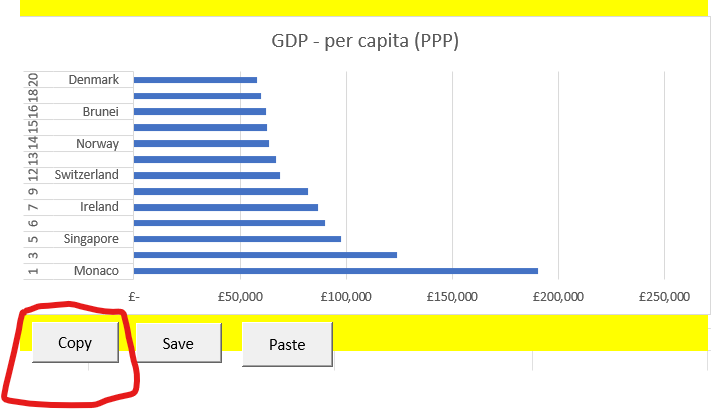 GDP - per capita (PPP)
20 Denmark
18
16 Brunei
15
14 Norway
13
12 Switzerland
9
7 Ireland
6
5 Singapore
3
1 Monaco
£- £50,000 £100,000 £150,000 £200,000 £250,000
Copy Save Paste